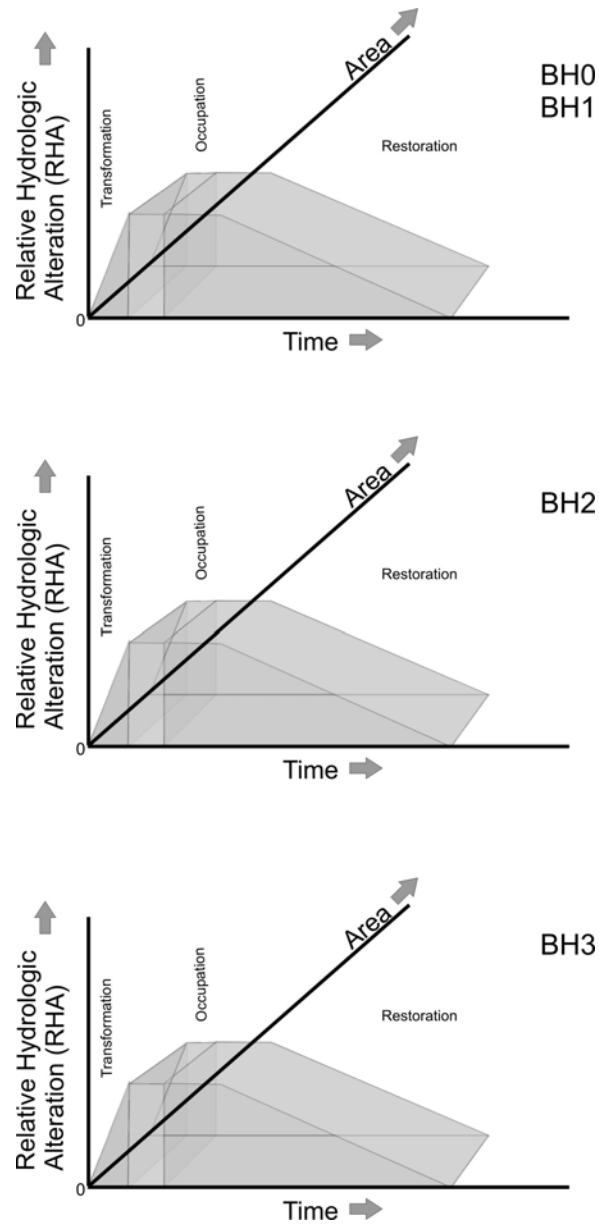 Relative Hydrologic
Alteration (RHA)
Transformation
Occupation
Area
Restoration
BH0
BH1
0
Time
Relative Hydrologic
Alteration (RHA)
Transformation
Occupation
Area
Restoration
BH2
0
Time
Relative Hydrologic
Alteration (RHA)
Transformation
Occupation
Area
Restoration
BH3
0
Time